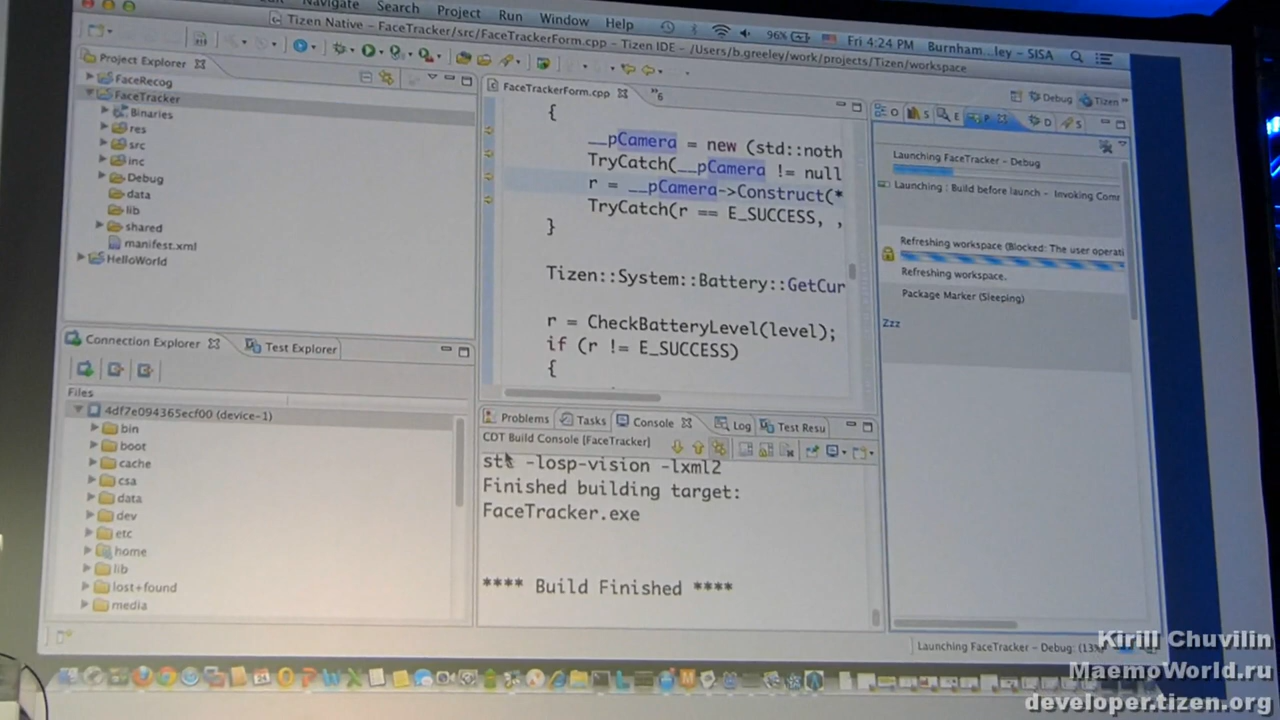 Navigate Search Project Run Window Help 96% Fri 4:24 PM Burnham...ley - SISA
Tizen Native - FaceTracker/src/FaceTrackerForm.cpp - Tizen IDE - /Users/b.greeley/work/projects/Tizen/workspace
Debug Tizen
Project Explorer
FaceRecog
FaceTracker
Binaries
res
src
inc
Debug
data
lib
shared
manifest.xml
HelloWorld
FaceTrackerForm.cpp "6
{
__pCamera = new (std::noth
TryCatch(__pCamera != null
r = __pCamera->Construct(*
TryCatch(r == E_SUCCESS, ,
}
Tizen::System::Battery::GetCur
r = CheckBatteryLevel(level);
if (r != E_SUCCESS)
{
O S E P D S
Launching FaceTracker - Debug
Launching : Build before launch - Invoking Com
Refreshing workspace (Blocked: The user operati
Refreshing workspace.
Package Marker (Sleeping)
Zzz
Connection Explorer Test Explorer
Files
4df7e094365ecf00 (device-1)
bin
boot
cache
csa
data
dev
etc
home
lib
lost+found
media
Problems Tasks Console Log Test Resu
CDT Build Console [FaceTracker]
-losp-vision -lxml2
Finished building target:
FaceTracker.exe
**** Build Finished ****
Launching FaceTracker - Debug: (13%
Kirill Chuvilin
MaemoWorld.ru
developer.tizen.org